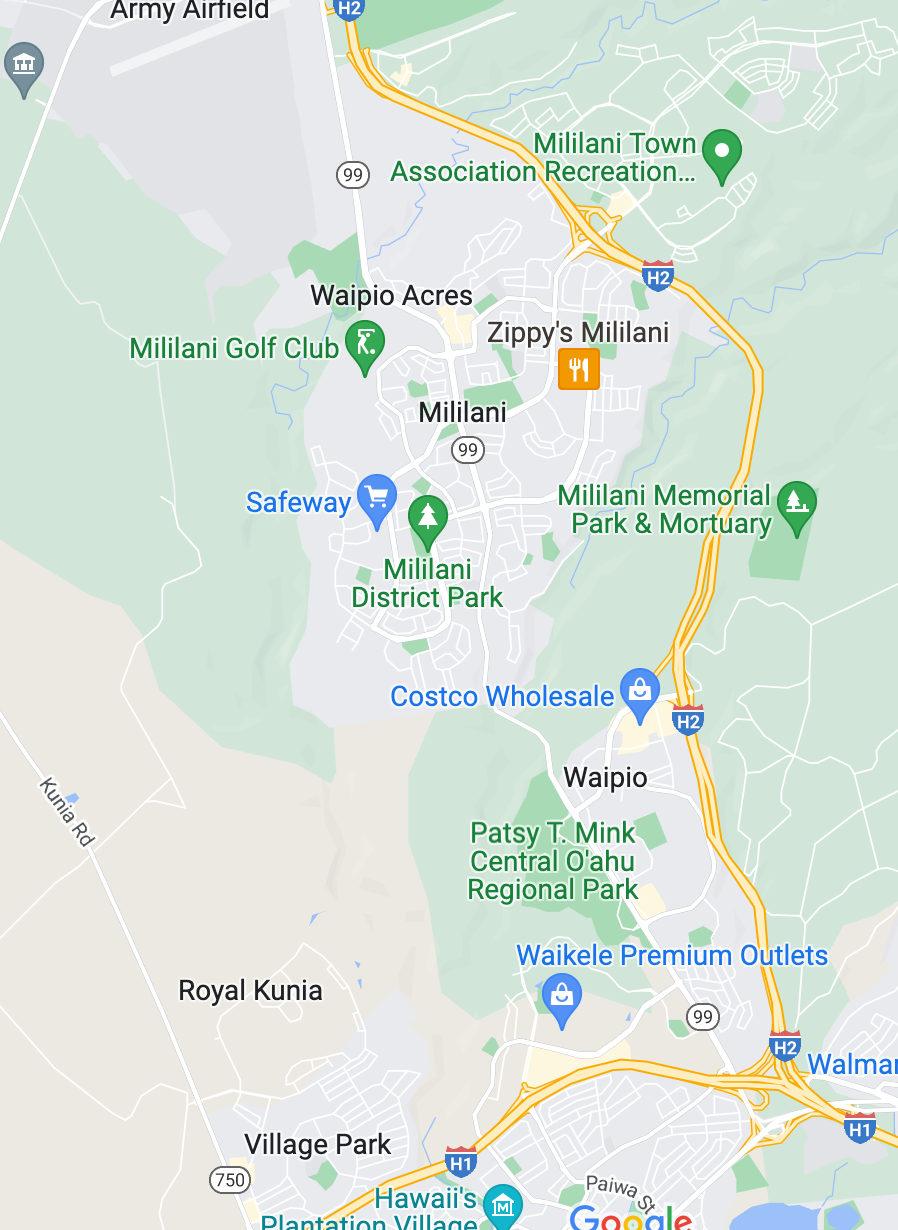 Army Airfield
H2
99
Mililani Town
Association Recreation...
H2
Waipio Acres
Zippy's Mililani
Mililani Golf Club
Mililani
99
Safeway
Mililani Memorial
Park & Mortuary
Mililani
District Park
Costco Wholesale
H2
Waipio
Kunia Rd
Patsy T. Mink
Central O'ahu
Regional Park
Waikele Premium Outlets
Royal Kunia
99
H2
Walmar
H1
Village Park
H1
750
Paiwa St
Hawaii's
Plantation Village
M
Google